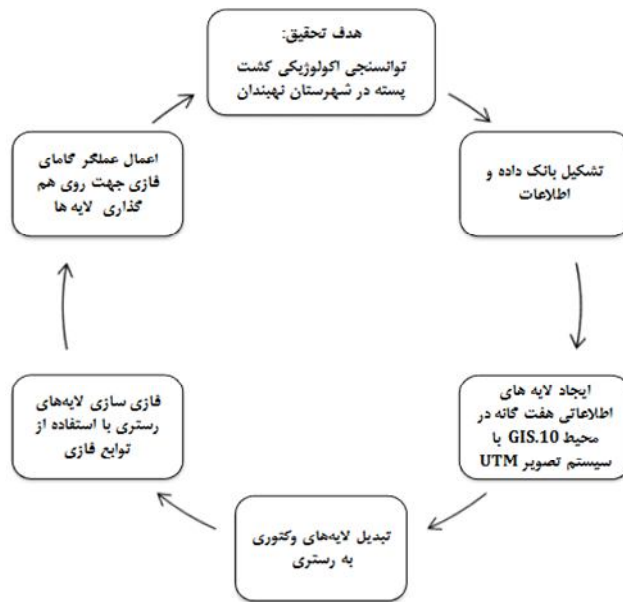 هدف تحقیق:
توانسنجی اکولوژیکی کشت
پسته در شهرستان نهبندان
تشکیل بانک داده و
اطلاعات
ایجاد لایه های
اطلاعاتی هفت گانه در
محیط GIS.10 با
سیستم تصویر UTM
تبدیل لایه‌های وکتوری
به رستری
فازی سازی لایه‌های
رستری با استفاده از
توابع فازی
اعمال عملگر گامای
فازی جهت روی هم
گذاری لایه ها